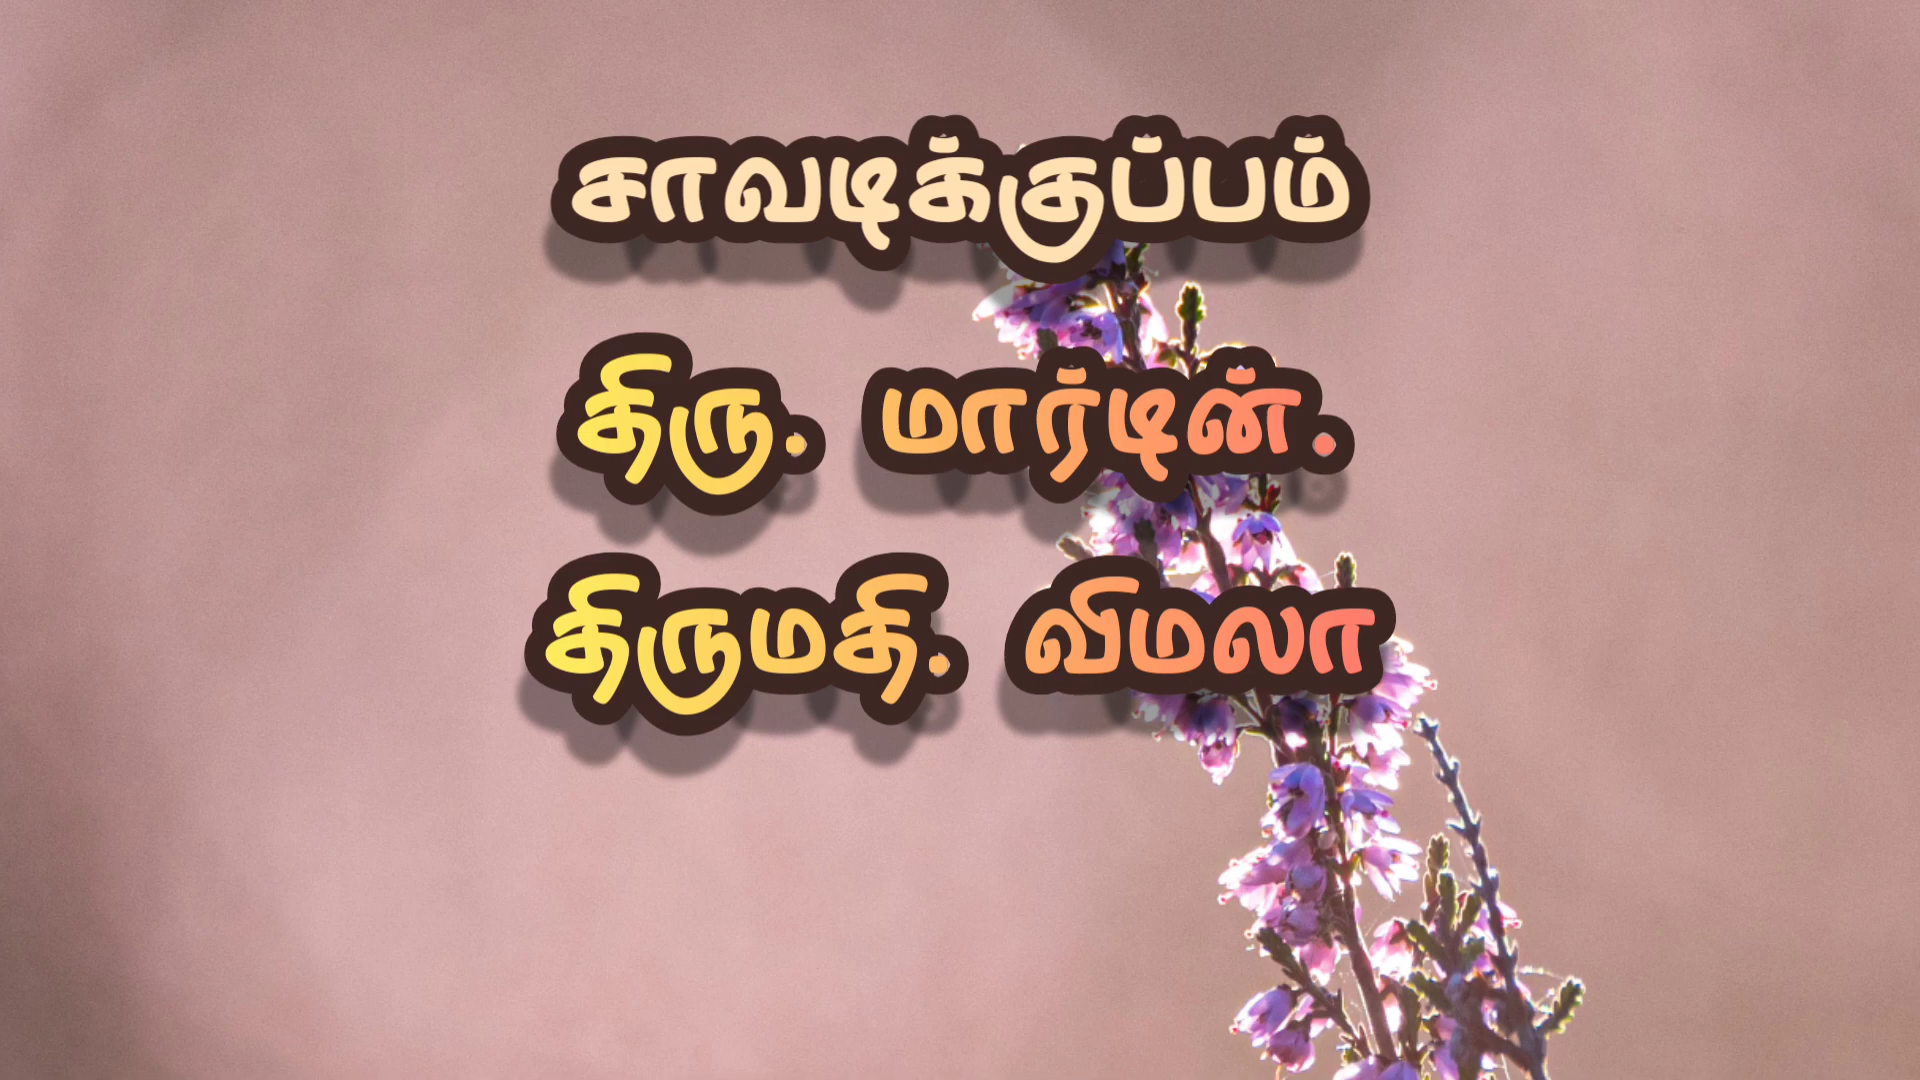 சாவடிக்குப்பம்
திரு. மார்டின்.
திருமதி. விமலா